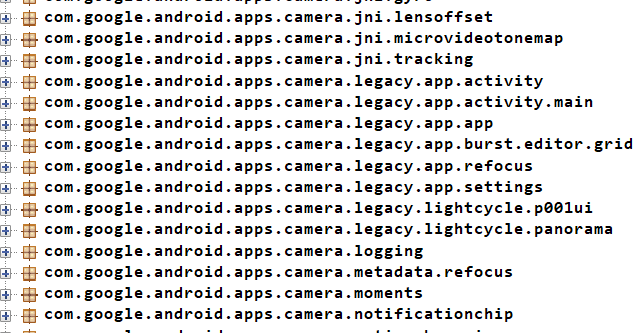 com.google.android.apps.camera.jni.lensoffset
com.google.android.apps.camera.jni.microvideotonemap
com.google.android.apps.camera.jni.tracking
com.google.android.apps.camera.legacy.app.activity
com.google.android.apps.camera.legacy.app.activity.main
com.google.android.apps.camera.legacy.app.app
com.google.android.apps.camera.legacy.app.burst.editor.grid
com.google.android.apps.camera.legacy.app.refocus
com.google.android.apps.camera.legacy.app.settings
com.google.android.apps.camera.legacy.lightcycle.p001ui
com.google.android.apps.camera.legacy.lightcycle.panorama
com.google.android.apps.camera.logging
com.google.android.apps.camera.metadata.refocus
com.google.android.apps.camera.moments
com.google.android.apps.camera.notificationchip